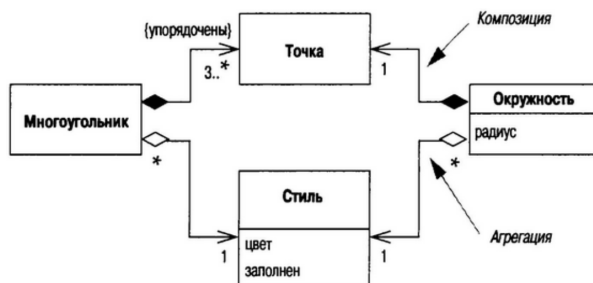 {упорядочены}
Точка
Композиция
3..*
1
Многоугольник
Окружность
радиус
*
*
Стиль
Агрегация
цвет
1
1
заполнен